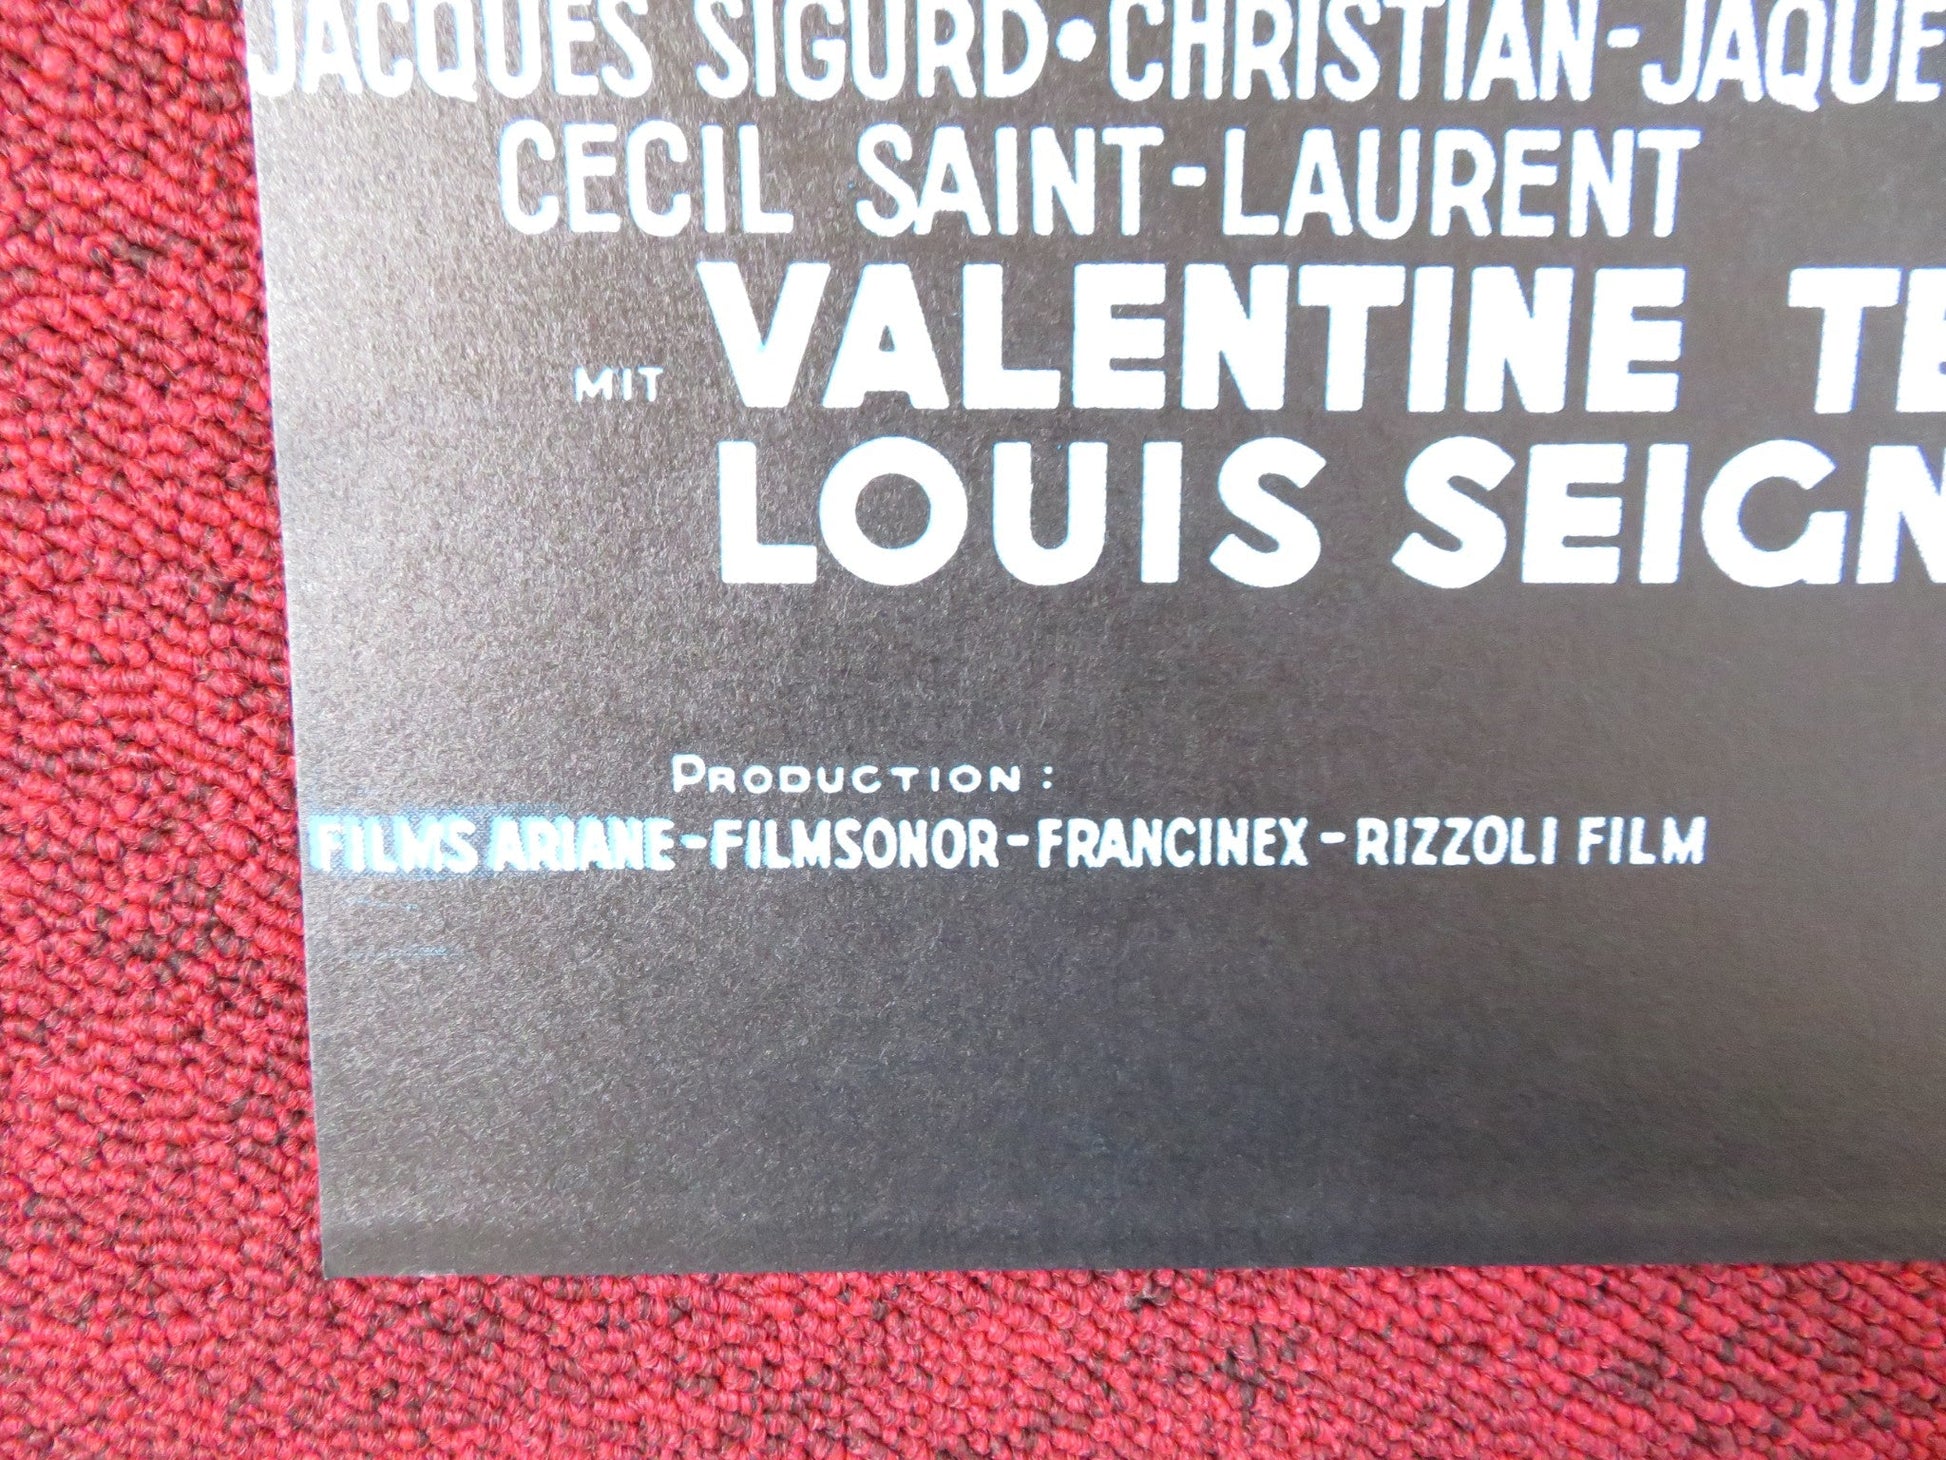 JACQUES SIGURD•CHRISTIAN-JAQUE
CECIL SAINT-LAURENT
MIT VALENTINE TE
LOUIS SEIGN
PRODUCTION:
FILMS ARIANE-FILMSONOR-FRANCINEX-RIZZOLI FILM